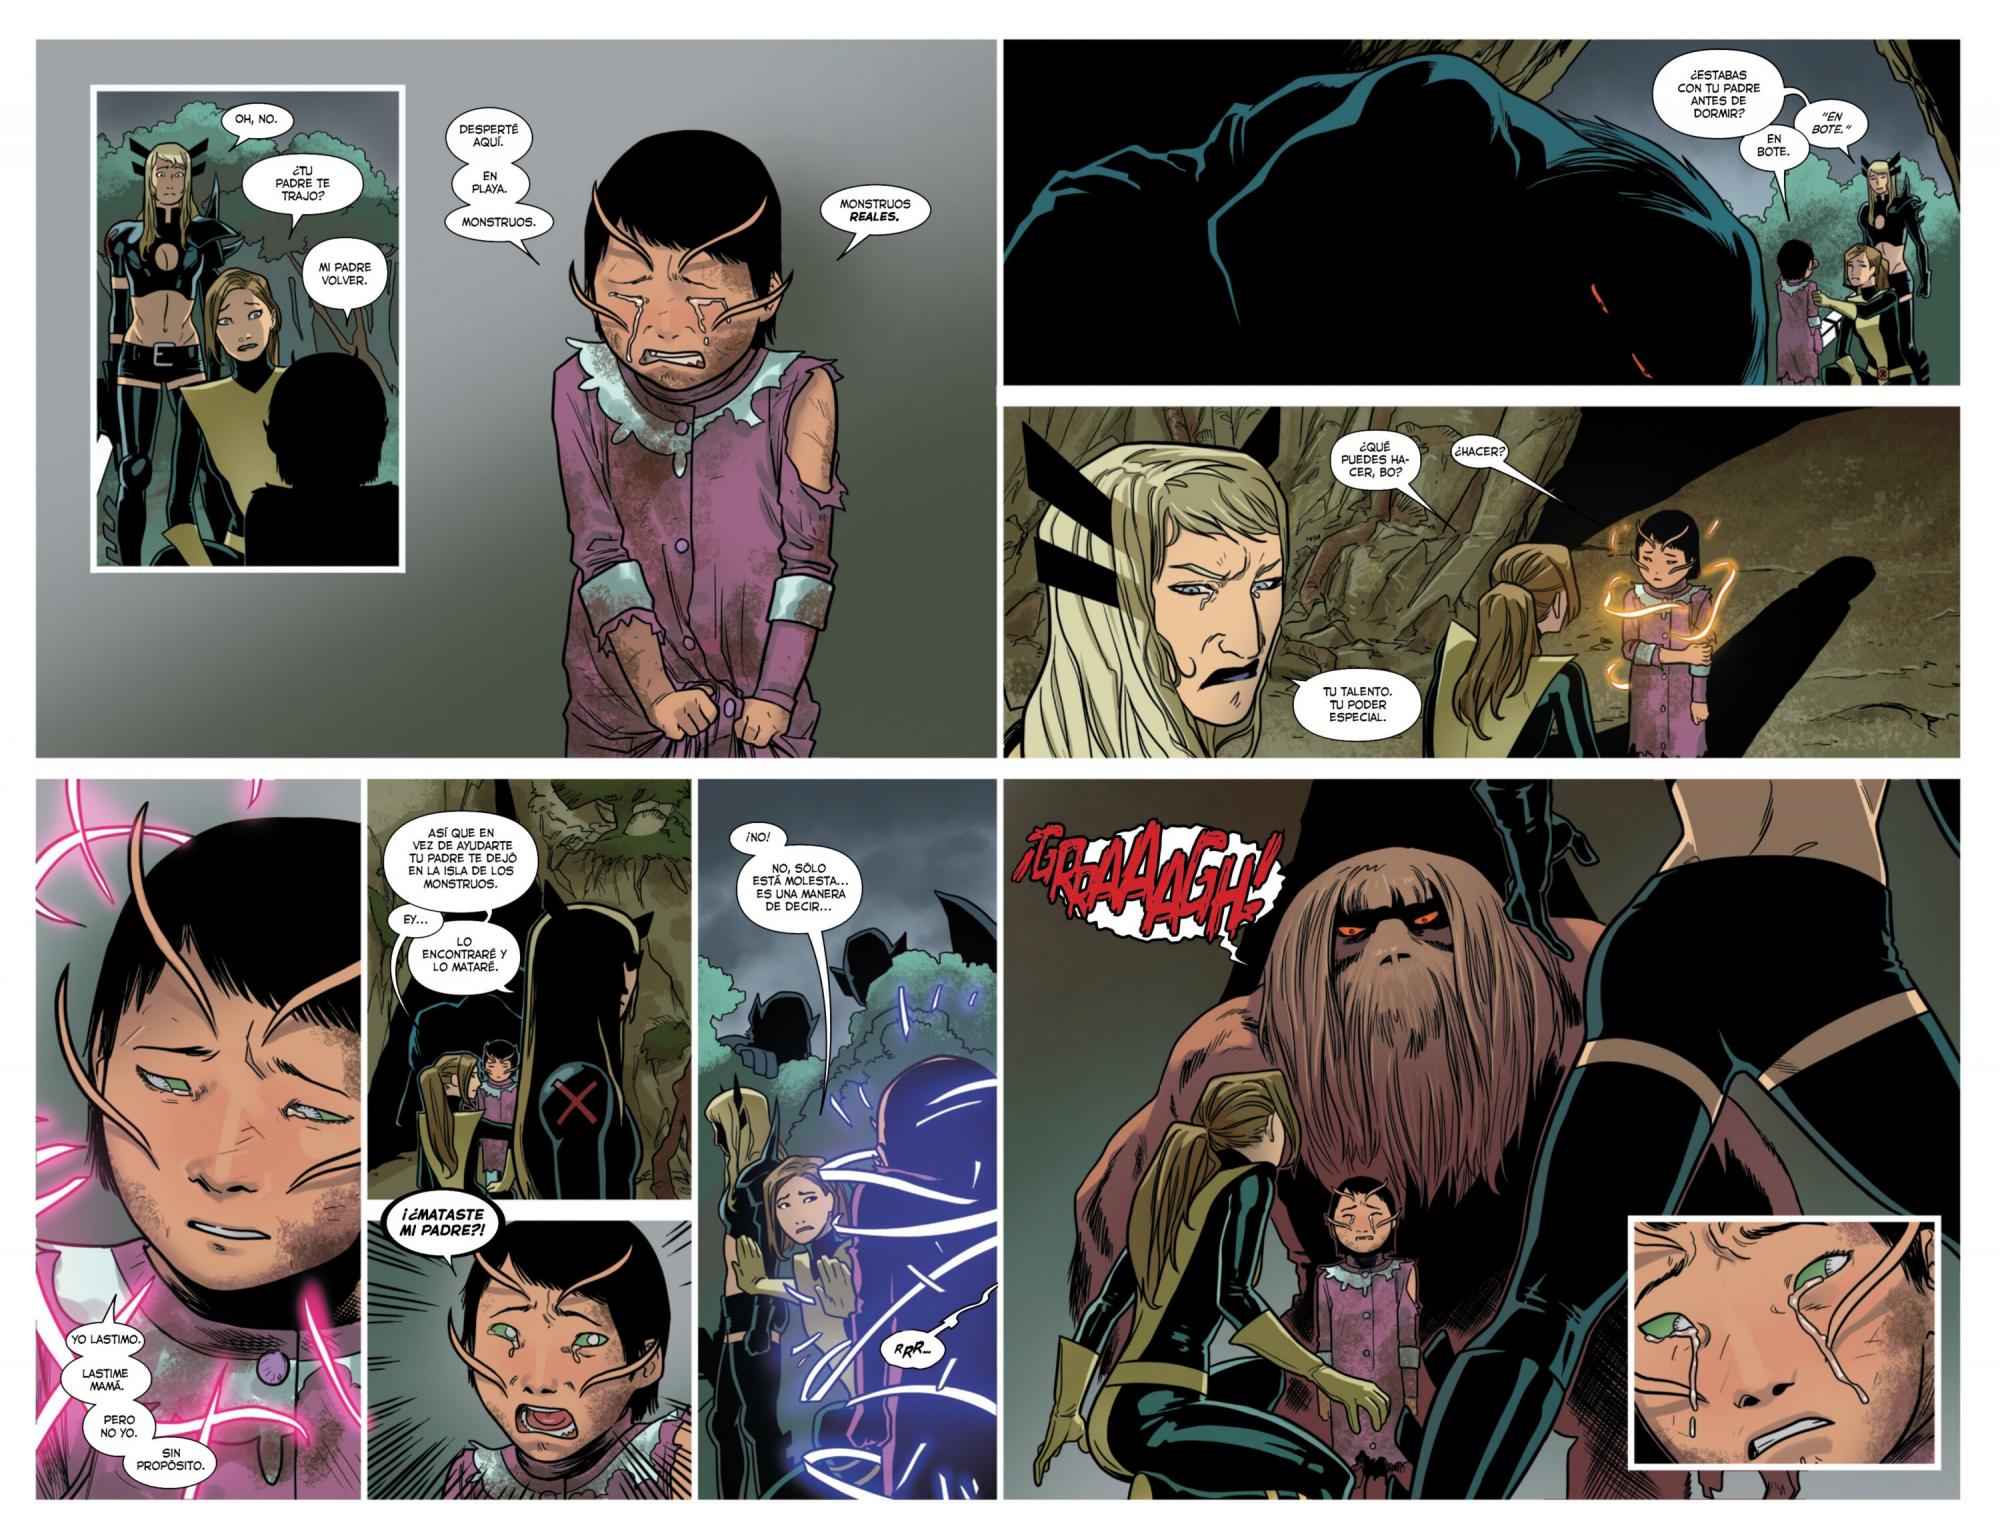 OH, NO.
¿TU
PADRE TE
TRAJO?
MI PADRE
VOLVER.
DESPERTÉ
AQUÍ.
EN
PLAYA.
MONSTRUOS.
MONSTRUOS
REALES.
¿ESTABAS
CON TU PADRE
ANTES DE
DORMIR?
"EN
BOTE."
EN
BOTE.
¿QUÉ
PUEDES HA-
CER, BO?
¿HACER?
TU TALENTO.
TU PODER
ESPECIAL.
YO LASTIMO.
LASTIME
MAMÁ.
PERO
NO YO.
SIN
PROPÓSITO.
ASÍ QUE EN
VEZ DE AYUDARTE
TU PADRE TE DEJÓ
EN LA ISLA DE LOS
MONSTRUOS.
EY...
LO
ENCONTRARÉ Y
LO MATARÉ.
¡¿MATASTE
MI PADRE?!
¡NO!
NO, SÓLO
ESTÁ MOLESTA...
ES UNA MANERA
DE DECIR...
RRR...
¡GRRAAAAGH!